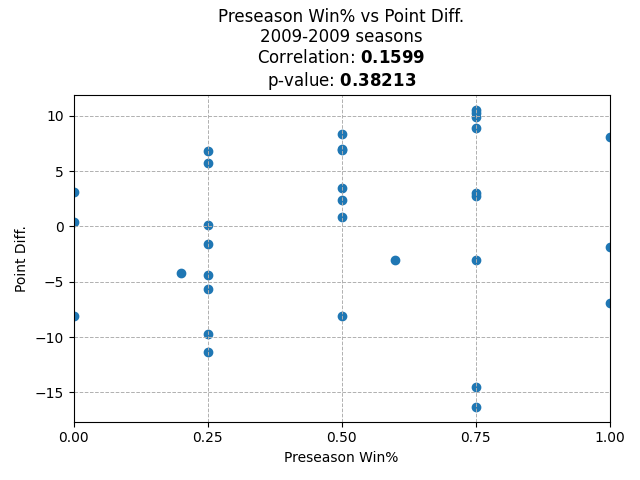 Preseason Win% vs Point Diff.
2009-2009 seasons
Correlation: 0.1599
p-value: 0.38213
10
5
0
−5
−10
−15
Point Diff.
0.00 0.25 0.50 0.75 1.00
Preseason Win%